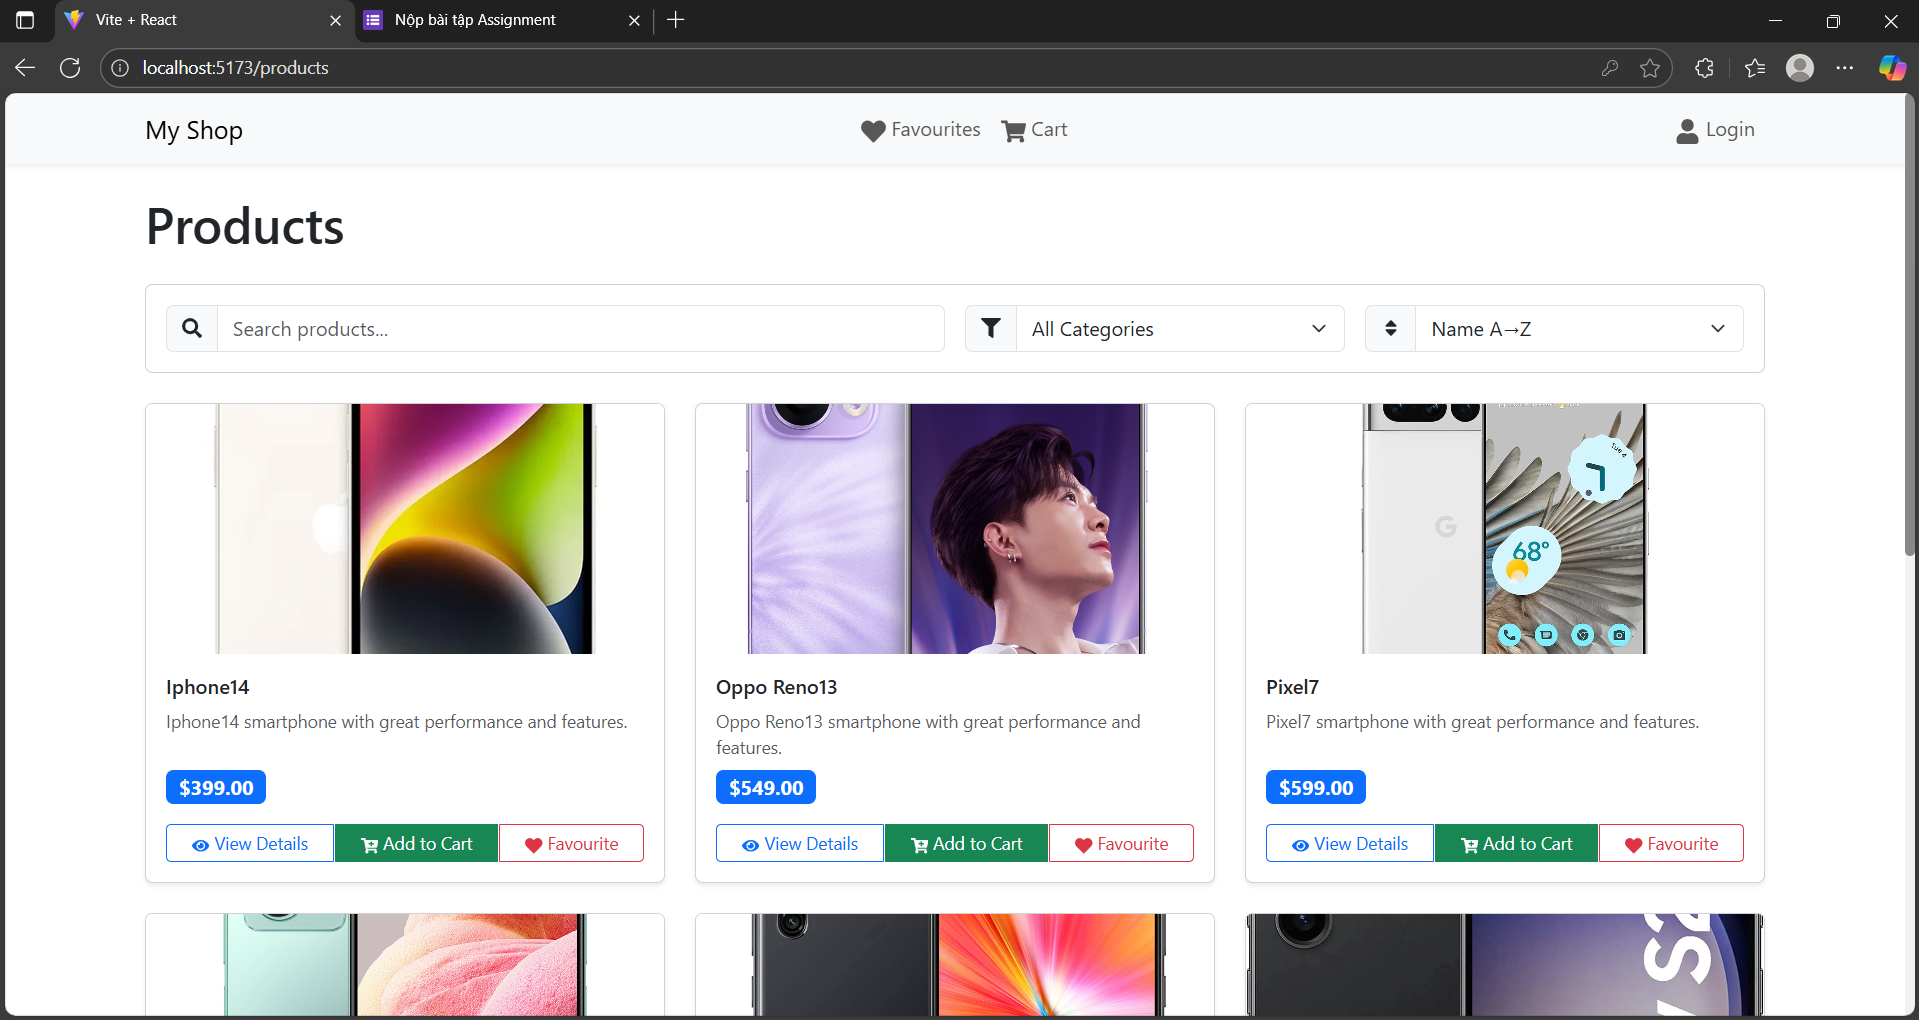 Vite + React
Nộp bài tập Assignment
localhost:5173/products
My Shop
Favourites
Cart
Login
Products
Search products...
All Categories
Name A→Z
Tue 4
7
G
68°
Iphone14
Iphone14 smartphone with great performance and features.
$399.00
View Details
Add to Cart
Favourite
Oppo Reno13
Oppo Reno13 smartphone with great performance and
features.
$549.00
View Details
Add to Cart
Favourite
Pixel7
Pixel7 smartphone with great performance and features.
$599.00
View Details
Add to Cart
Favourite